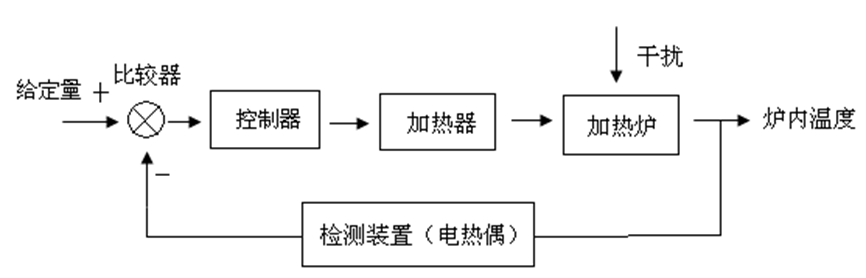 比较器
干扰
给定量 +
控制器
加热器
加热炉
炉内温度
−
检测装置（电热偶）